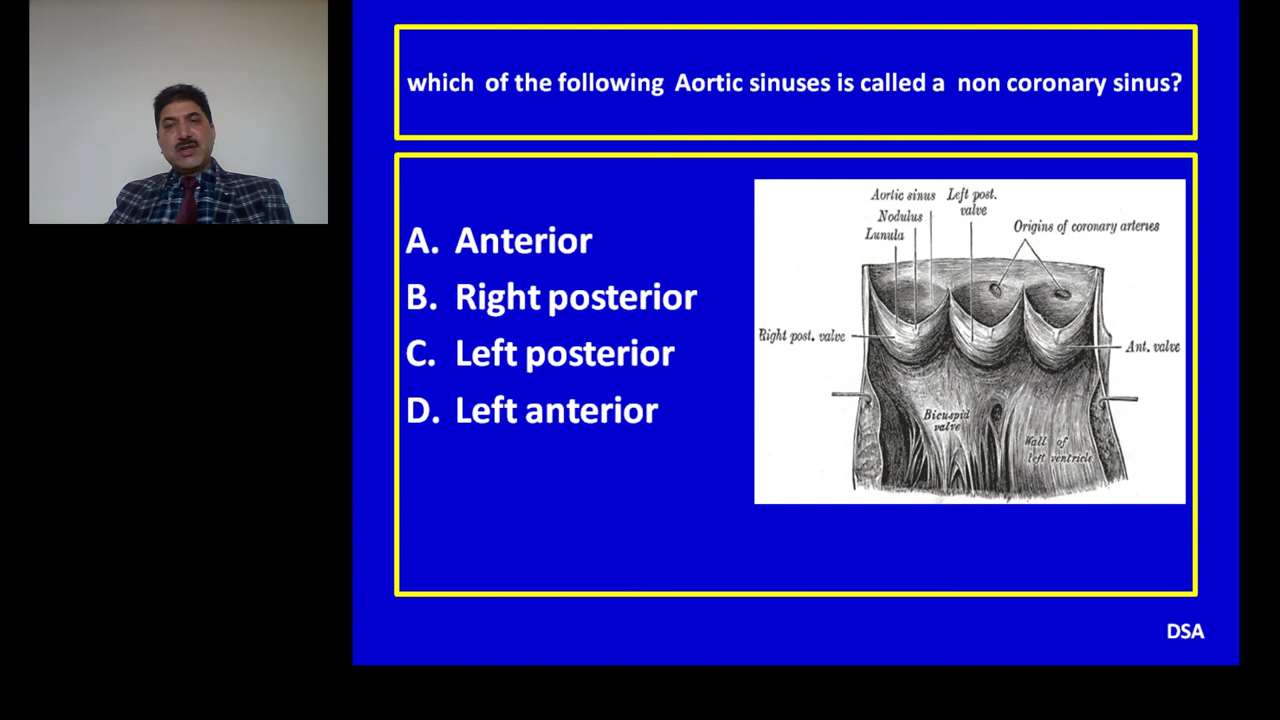 which of the following Aortic sinuses is called a non coronary sinus?
A. Anterior
B. Right posterior
C. Left posterior
D. Left anterior
Aortic sinus
Left post. valve
Nodulus
Lunula
Origins of coronary arteries
Right post. valve
Ant. valve
Bicuspid
valve
Wall of
left ventricle
DSA